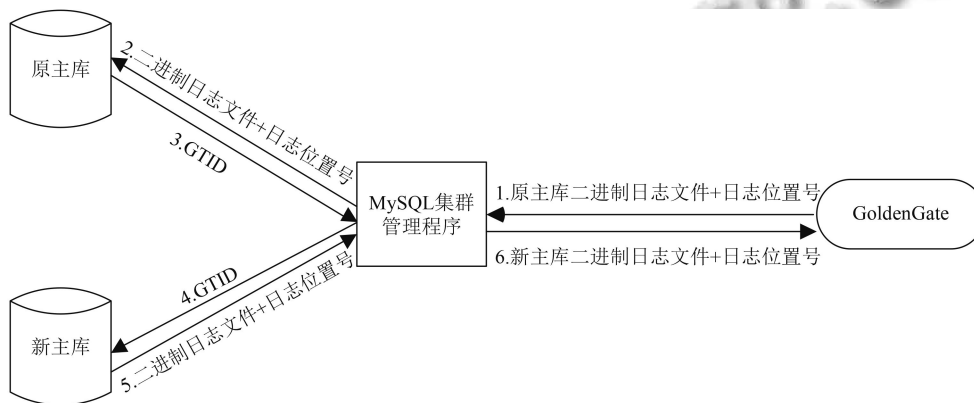 原主库
2.二进制日志文件+日志位置号
3.GTID
MySQL集群
管理程序
1.原主库二进制日志文件+日志位置号
GoldenGate
6.新主库二进制日志文件+日志位置号
4.GTID
新主库
5.二进制日志文件+日志位置号